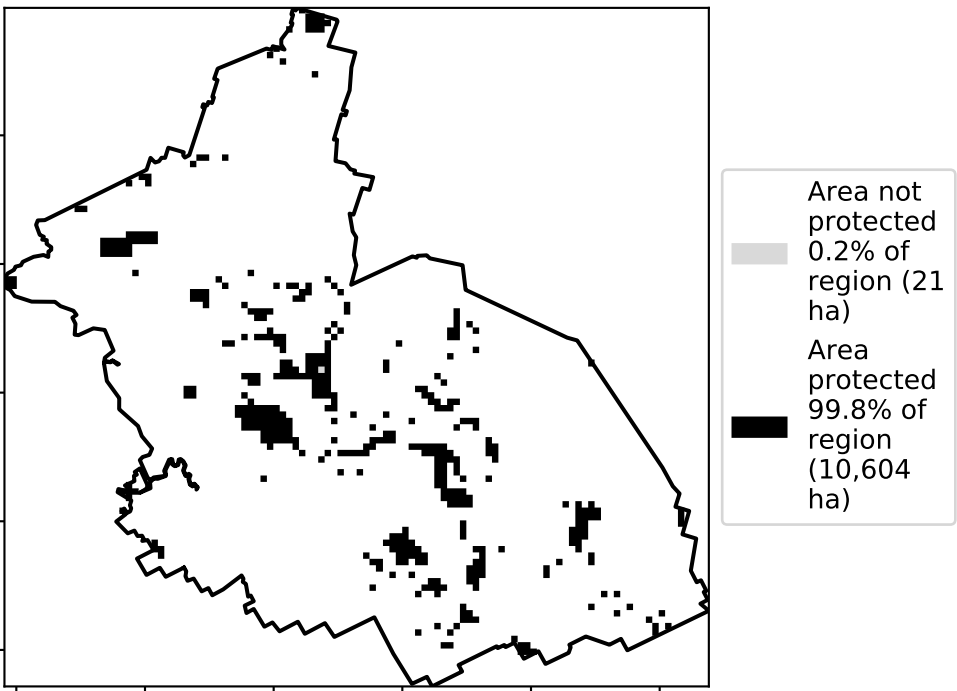 Area not
protected
0.2% of
region (21
ha)
Area
protected
99.8% of
region
(10,604
ha)